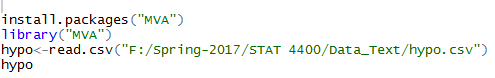 install.packages("MVA")
library("MVA")
hypo<-read.csv("F:/Spring-2017/STAT 4400/Data_Text/hypo.csv")
hypo